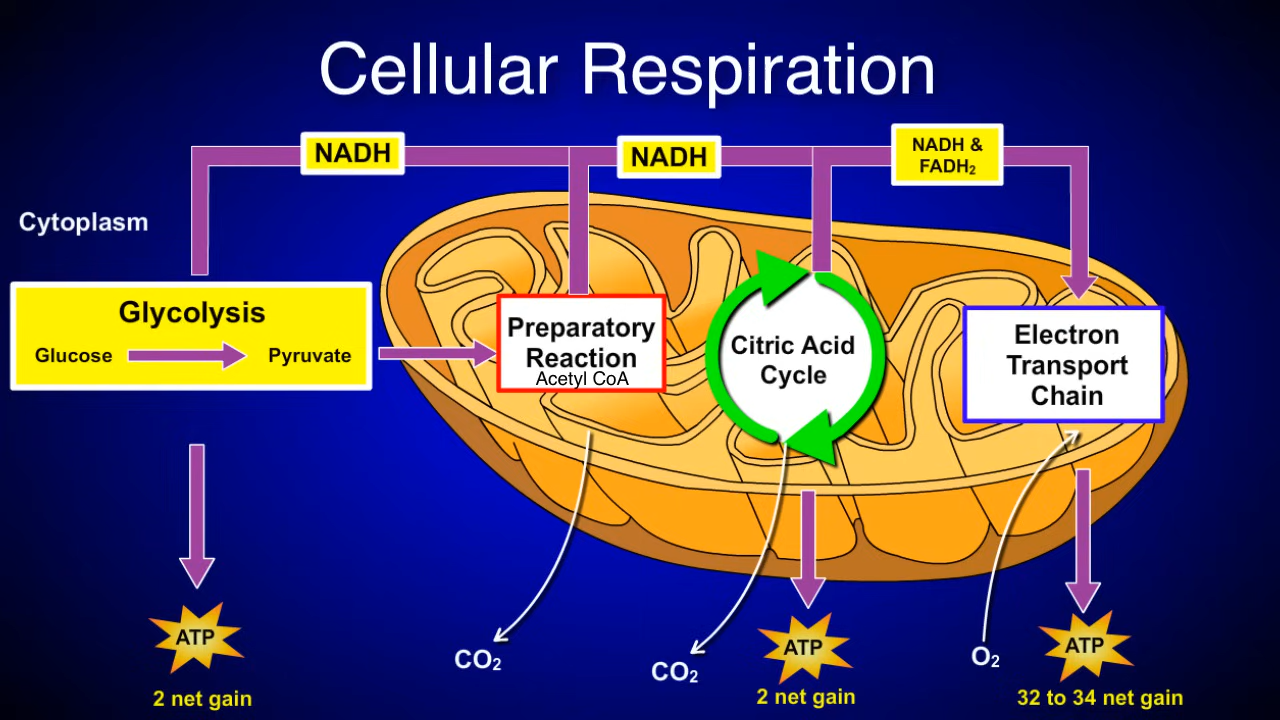 Cellular Respiration
NADH
NADH
NADH &
FADH₂
Cytoplasm
Glycolysis
Glucose
Pyruvate
Preparatory
Reaction
Acetyl CoA
Citric Acid
Cycle
Electron
Transport
Chain
ATP
2 net gain
CO₂
CO₂
ATP
2 net gain
O₂
ATP
32 to 34 net gain